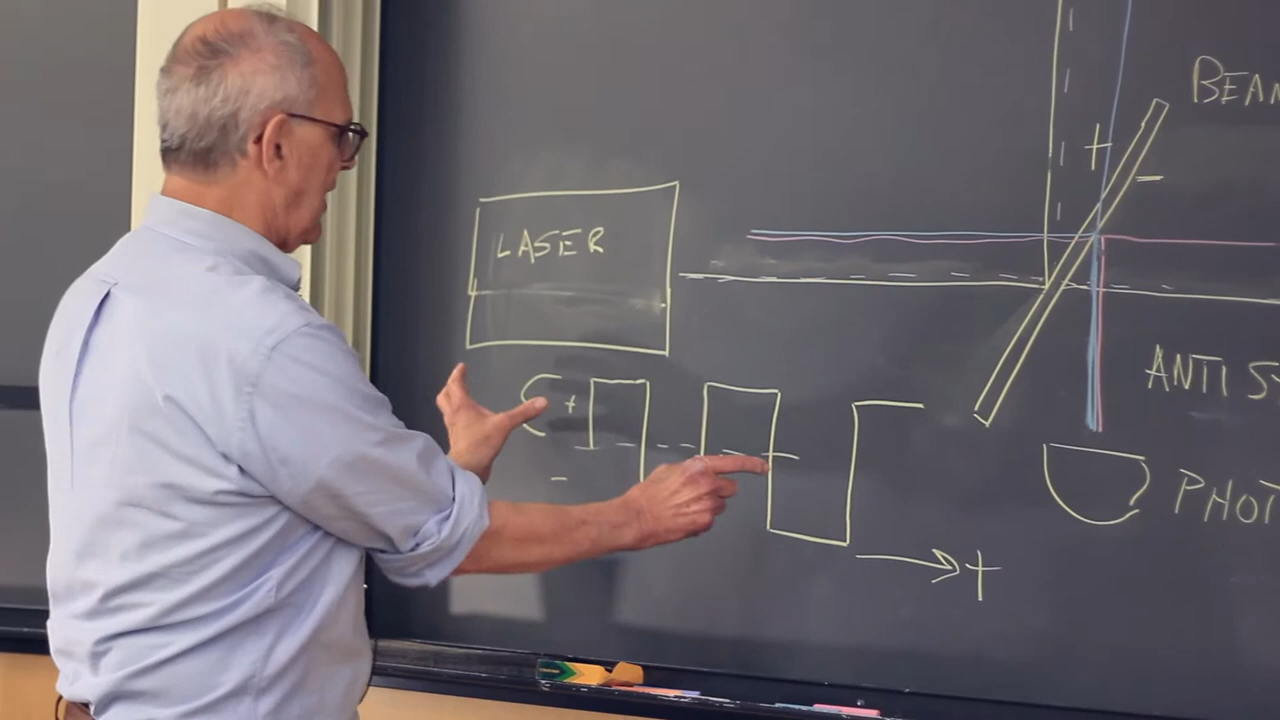 LASER
BEAM
+
-
ANTI S
PHOT
ε +
-
t